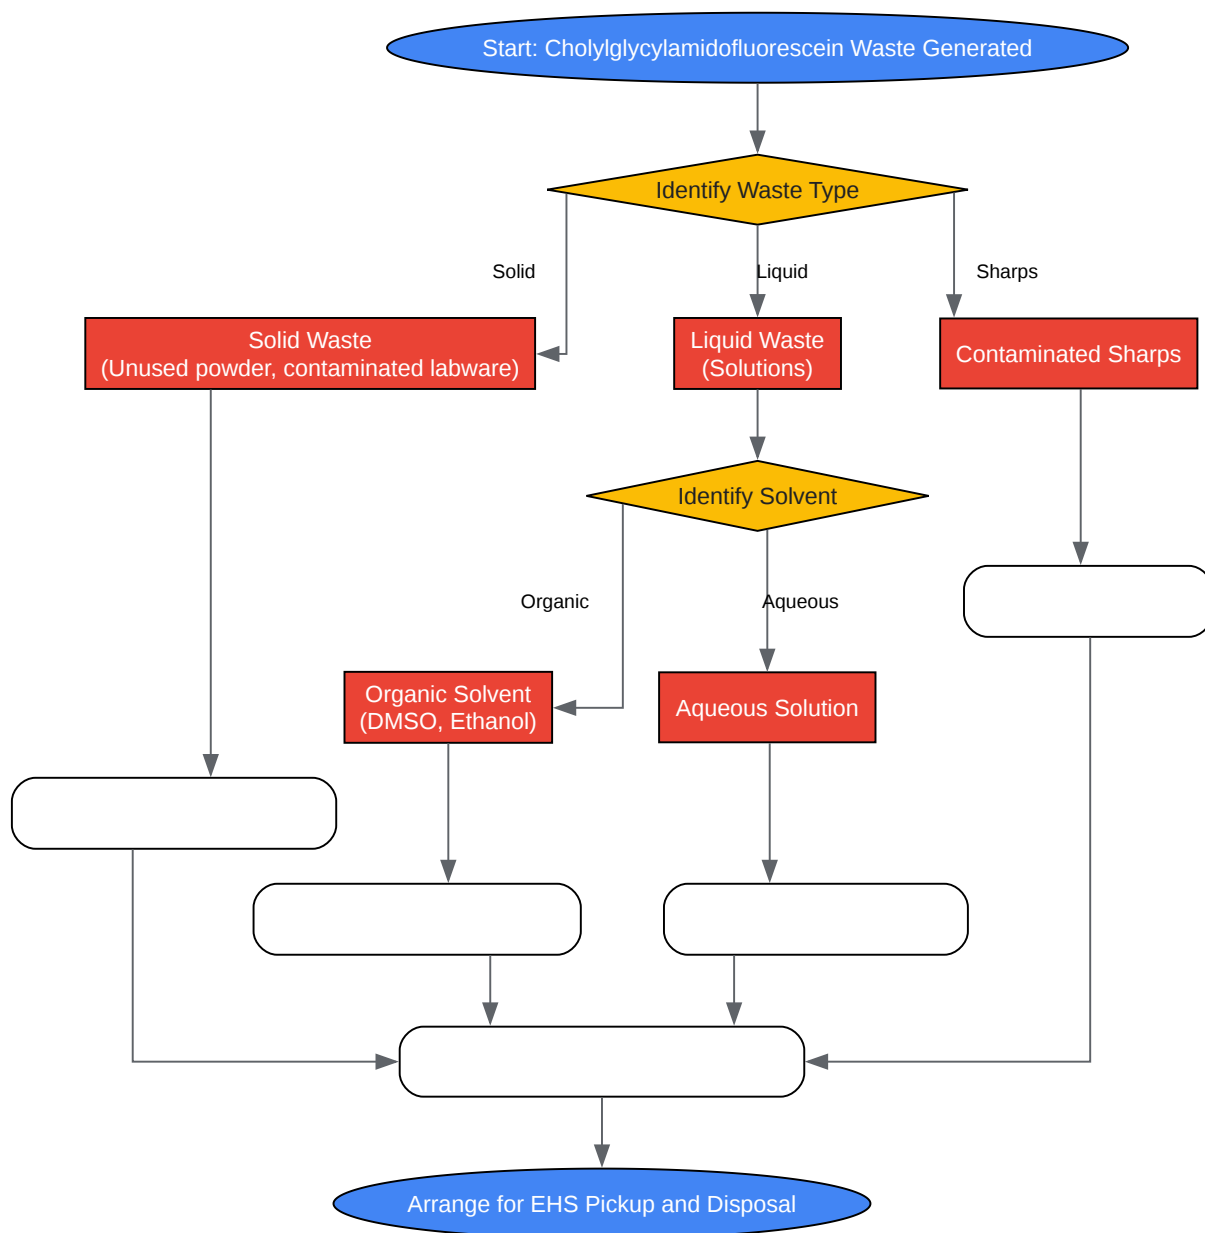 Start: Cholylglycylamidofluorescein Waste Generated
Identify Waste Type
Solid
Liquid
Sharps
Solid Waste
(Unused powder, contaminated labware)
Liquid Waste
(Solutions)
Contaminated Sharps
Identify Solvent
Organic
Aqueous
Organic Solvent
(DMSO, Ethanol)
Aqueous Solution
Arrange for EHS Pickup and Disposal